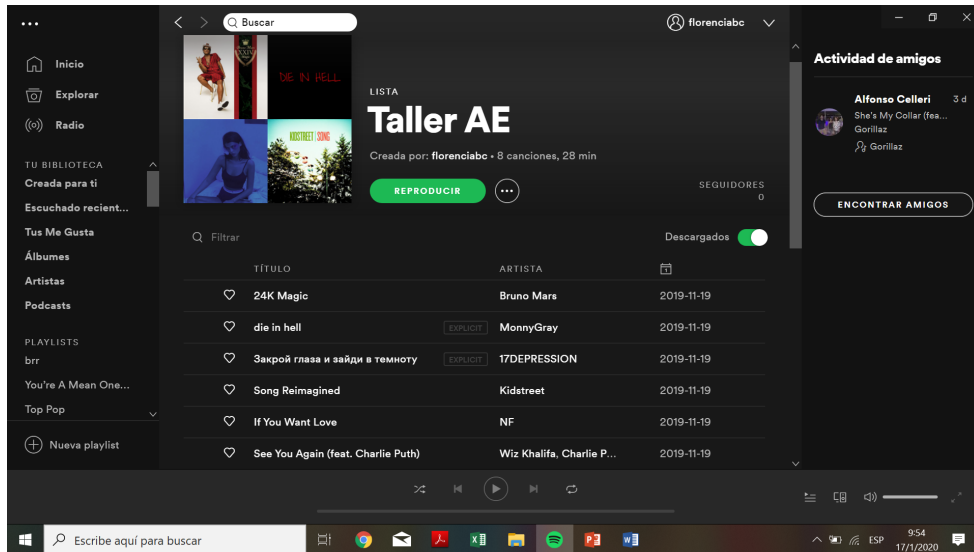 Buscar
florenciabc
Inicio
Explorar
Radio
TU BIBLIOTECA
Creada para ti
Escuchado recient...
Tus Me Gusta
Álbumes
Artistas
Podcasts
PLAYLISTS
brr
You're A Mean One...
Top Pop
Nueva playlist
DIE IN HELL
KIDSTREET SONG
LISTA
Taller AE
Creada por: florenciabc • 8 canciones, 28 min
REPRODUCIR
SEGUIDORES
0
Filtrar
Descargados
TÍTULO ARTISTA
24K Magic Bruno Mars 2019-11-19
die in hell EXPLICIT MonnyGray 2019-11-19
Закрой глаза и зайди в темноту EXPLICIT 17DEPRESSION 2019-11-19
Song Reimagined Kidstreet 2019-11-19
If You Want Love NF 2019-11-19
See You Again (feat. Charlie Puth) Wiz Khalifa, Charlie P... 2019-11-19
Actividad de amigos
Alfonso Celleri 3 d
She's My Collar (fea...
Gorillaz
Gorillaz
ENCONTRAR AMIGOS
Escribe aquí para buscar
ESP
9:54
17/1/2020